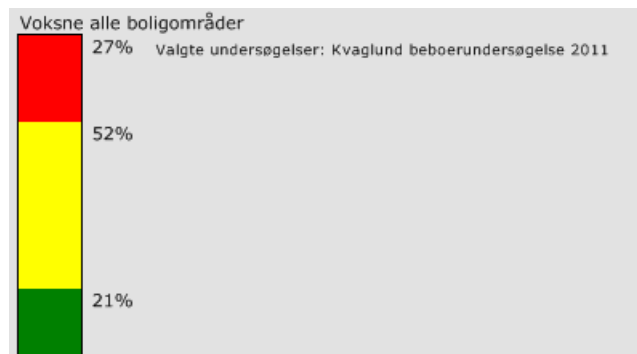 Voksne alle boligområder
27% Valgte undersøgelser: Kvaglund beboerundersøgelse 2011
52%
21%